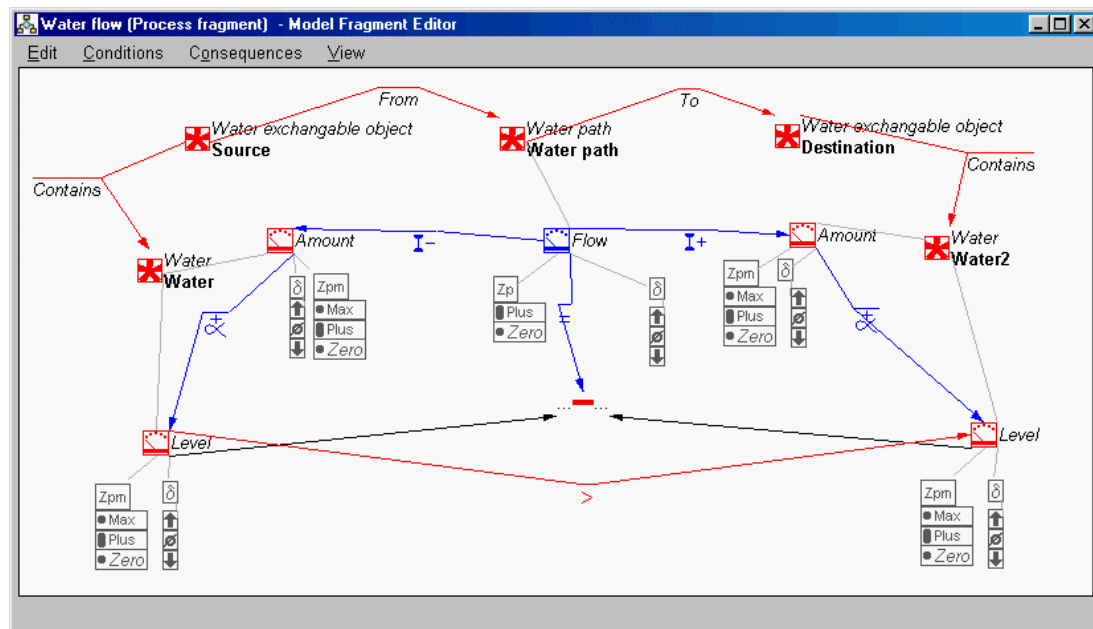 Water flow (Process fragment) - Model Fragment Editor
Edit Conditions Consequences View
From
To
Water exchangable object
Source
Water path
Water path
Water exchangable object
Destination
Contains
Contains
Water
Water
Amount
I-
Flow
I+
Amount
Water
Water2
δ
Zpm
Max
Plus
Zero
Zp
Plus
Zero
δ
Zpm
Max
Plus
Zero
δ
∝+
=
∝+
Level
Level
>
Zpm
Max
Plus
Zero
δ
Zpm
Max
Plus
Zero
δ